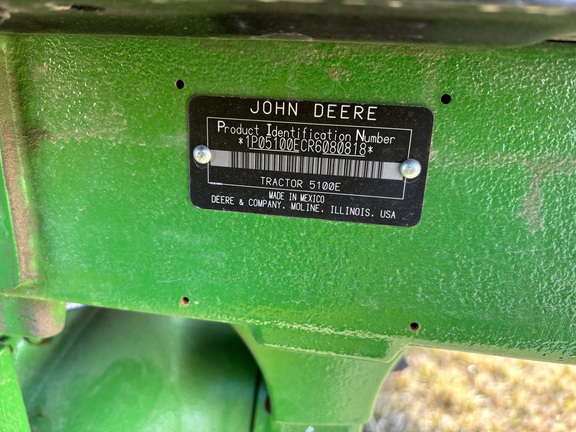 JOHN DEERE
Product Identification Number
*1P05100ECR6080818*
TRACTOR 5100E
MADE IN MEXICO
DEERE & COMPANY, MOLINE, ILLINOIS, USA